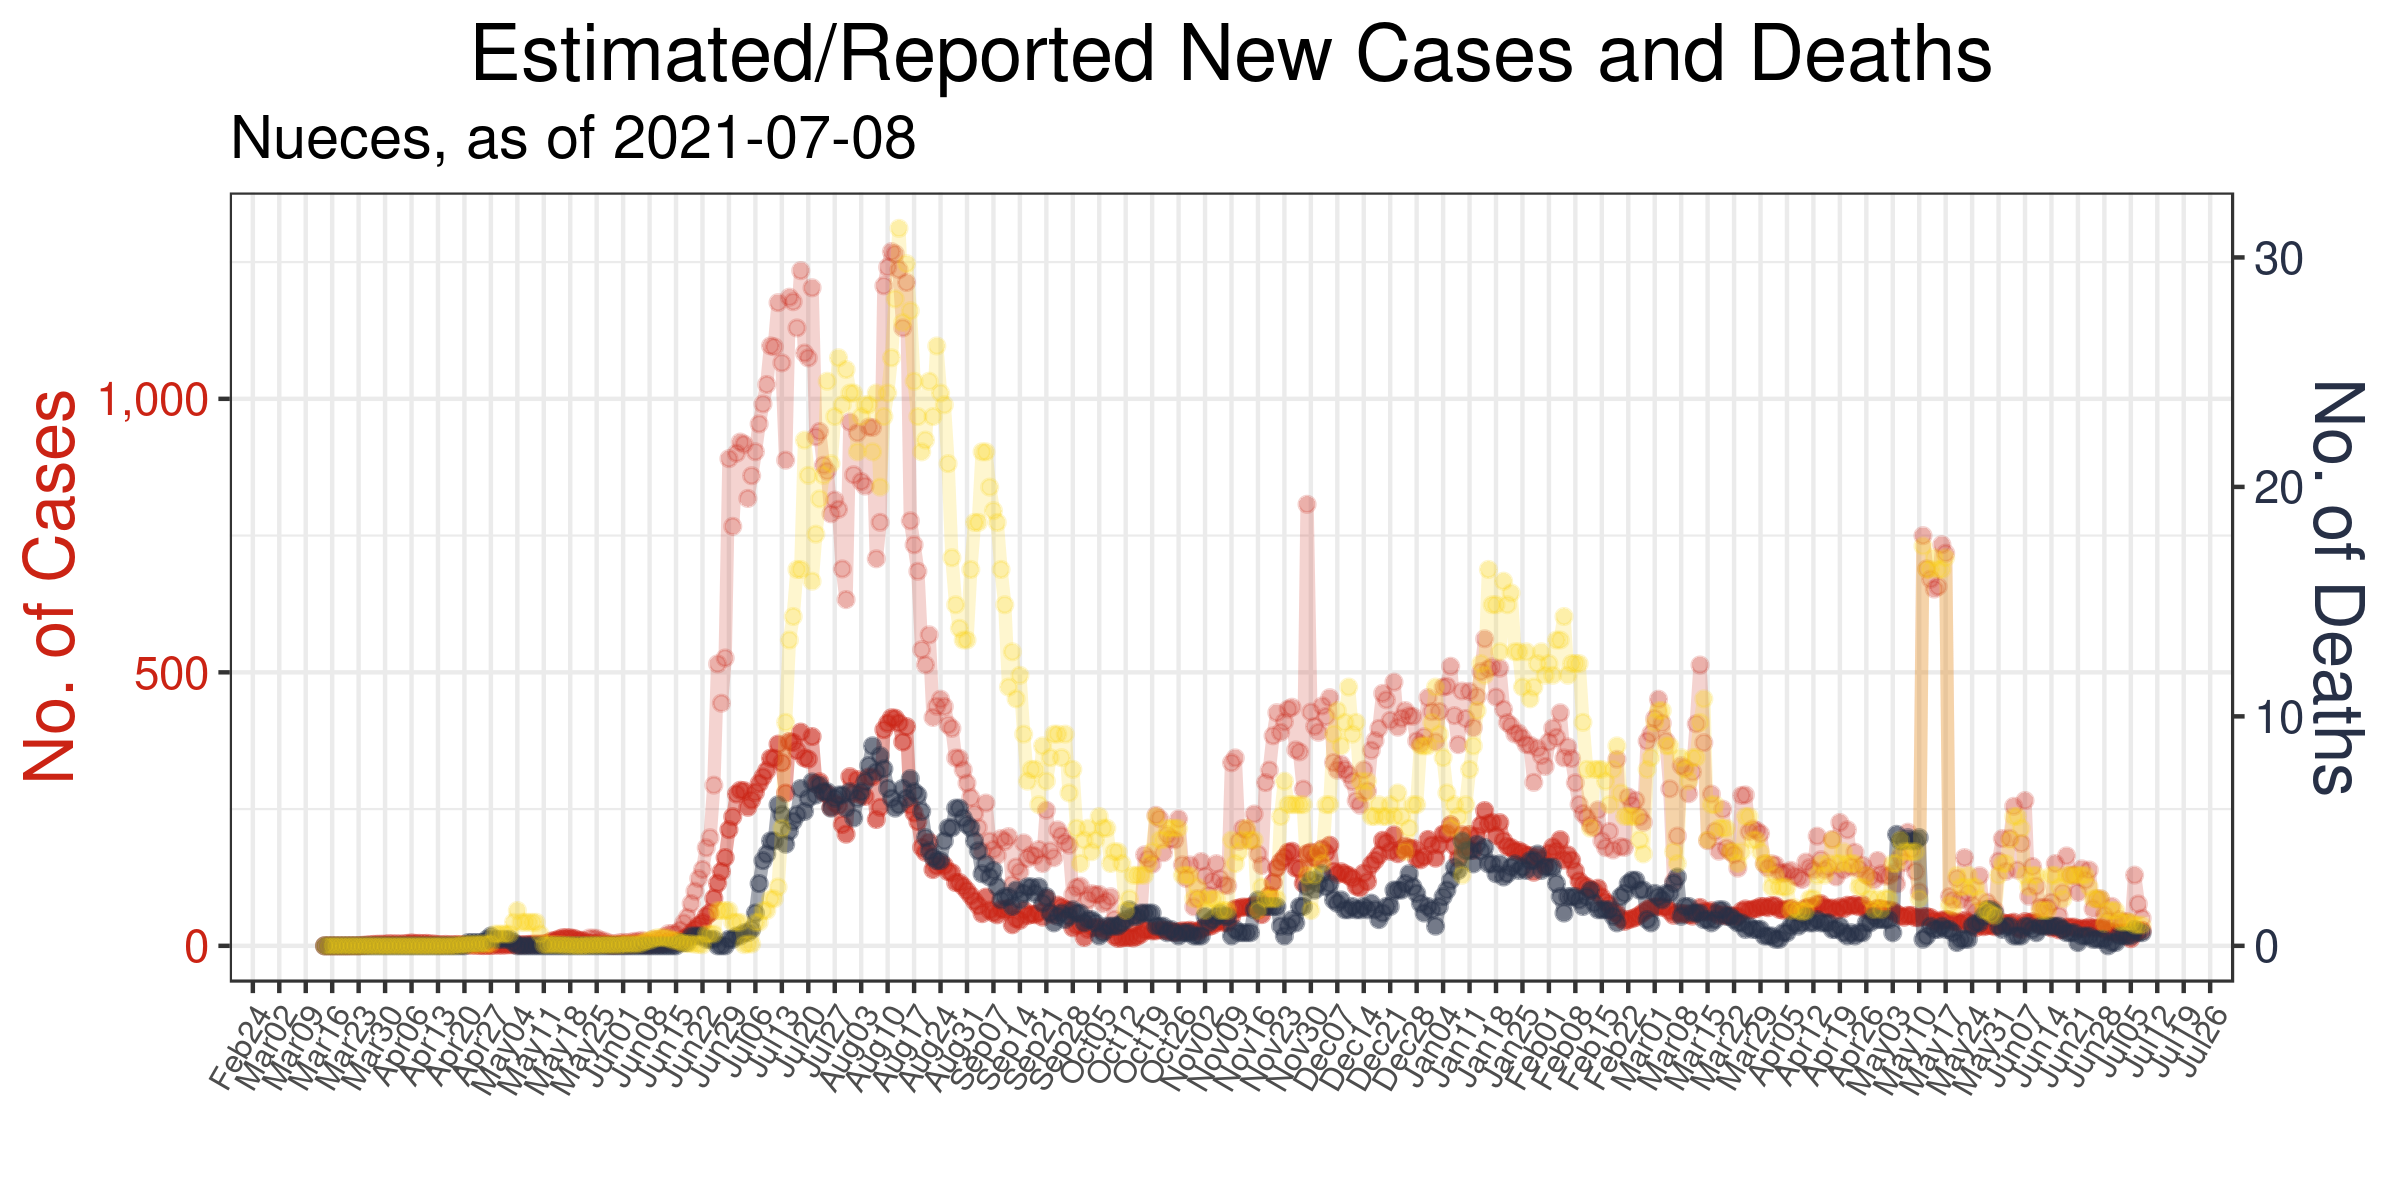 Estimated/Reported New Cases and Deaths
Nueces, as of 2021-07-08
No. of Cases
1,000
500
0
No. of Deaths
30
20
10
0
Feb24
Mar02
Mar09
Mar16
Mar23
Mar30
Apr06
Apr13
Apr20
Apr27
May04
May11
May18
May25
Jun01
Jun08
Jun15
Jun22
Jun29
Jul06
Jul13
Jul20
Jul27
Aug03
Aug10
Aug17
Aug24
Aug31
Sep07
Sep14
Sep21
Sep28
Oct05
Oct12
Oct19
Oct26
Nov02
Nov09
Nov16
Nov23
Nov30
Dec07
Dec14
Dec21
Dec28
Jan04
Jan11
Jan18
Jan25
Feb01
Feb08
Feb15
Feb22
Mar01
Mar08
Mar15
Mar22
Mar29
Apr05
Apr12
Apr19
Apr26
May03
May10
May17
May24
May31
Jun07
Jun14
Jun21
Jun28
Jul05
Jul12
Jul19
Jul26